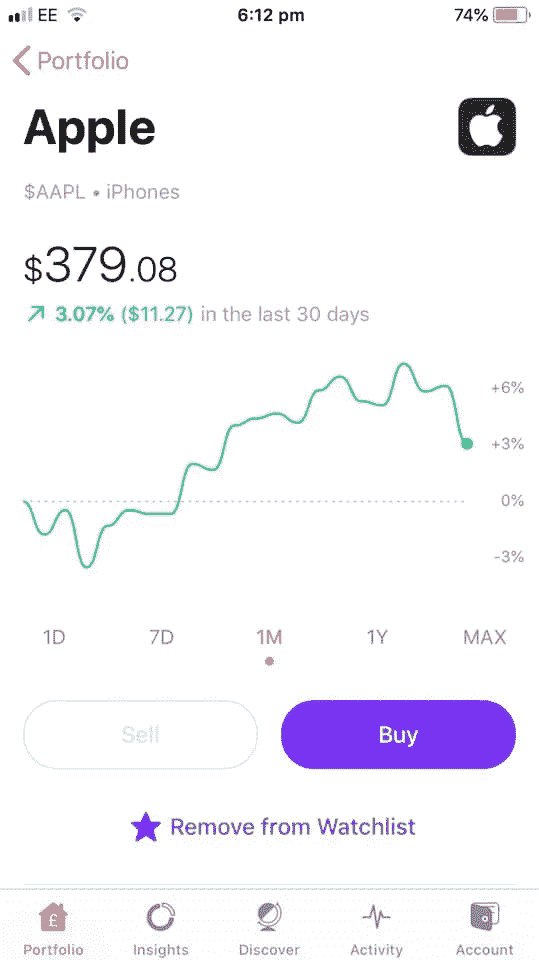 EE 6:12 pm 74%
Portfolio
Apple
$AAPL • iPhones
$379.08
3.07% ($11.27) in the last 30 days
+6%
+3%
0%
-3%
1D 7D 1M 1Y MAX
Sell Buy
Remove from Watchlist
£
Portfolio Insights Discover Activity Account